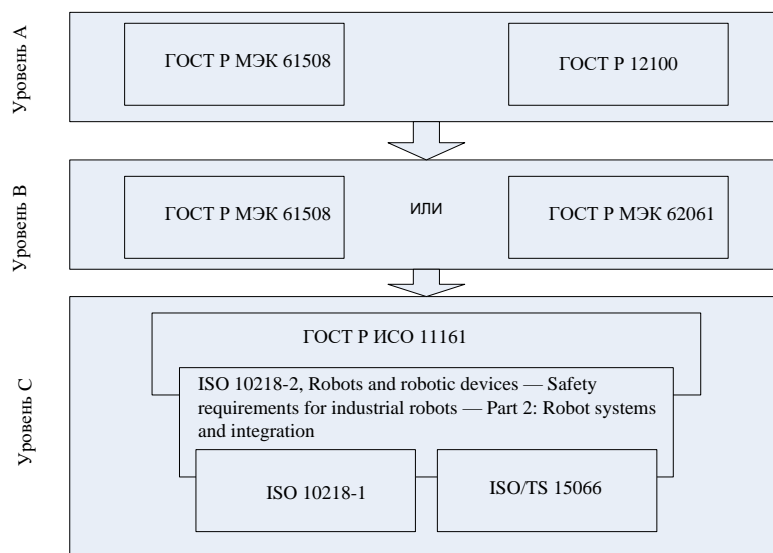 Уровень A
ГОСТ Р МЭК 61508
ГОСТ Р 12100
Уровень B
ГОСТ Р МЭК 61508
ИЛИ
ГОСТ Р МЭК 62061
Уровень C
ГОСТ Р ИСО 11161
ISO 10218-2, Robots and robotic devices — Safety
requirements for industrial robots — Part 2: Robot systems
and integration
ISO 10218-1
ISO/TS 15066